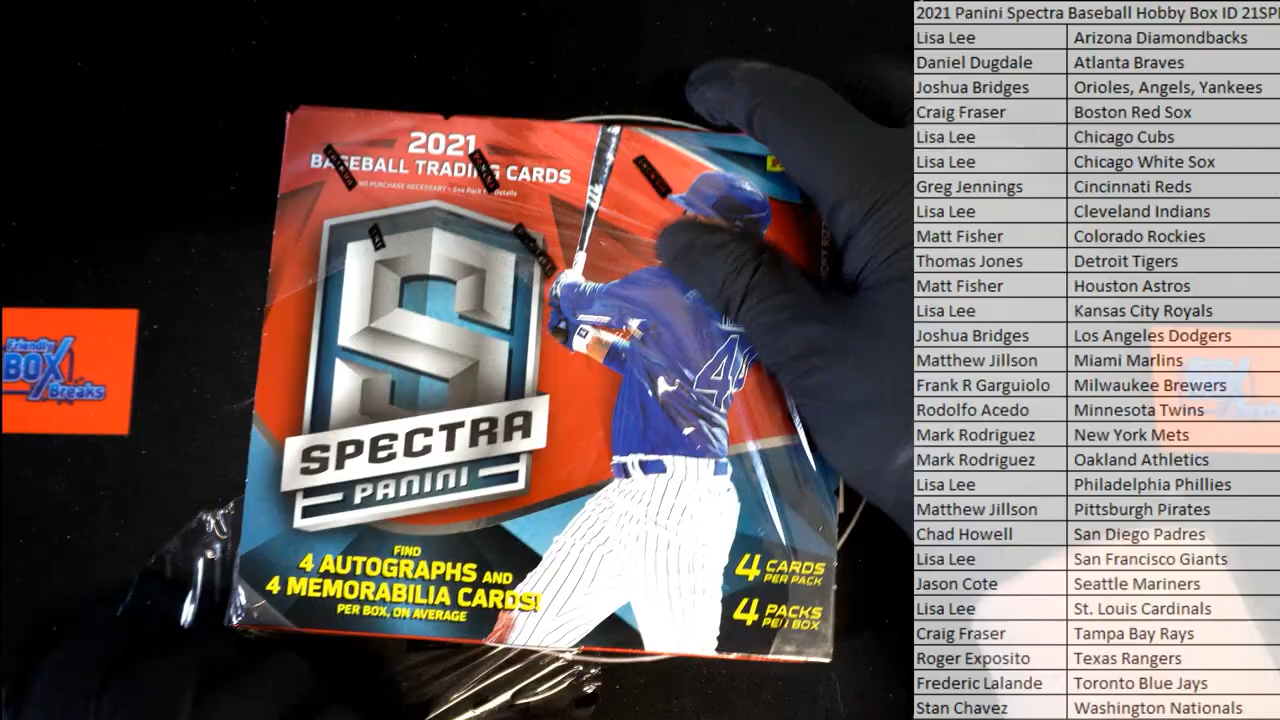 2021 Panini Spectra Baseball Hobby Box ID
Lisa Lee Arizona Diamondbacks
Daniel Dugdale Atlanta Braves
Joshua Bridges Orioles, Angels, Yankees
Craig Fraser Boston Red Sox
Lisa Lee Chicago Cubs
Lisa Lee Chicago White Sox
Greg Jennings Cincinnati Reds
Lisa Lee Cleveland Indians
Matt Fisher Colorado Rockies
Thomas Jones Detroit Tigers
Matt Fisher Houston Astros
Lisa Lee Kansas City Royals
Joshua Bridges Los Angeles Dodgers
Matthew Jillson Miami Marlins
Frank R Garguiolo Milwaukee Brewers
Rodolfo Acedo Minnesota Twins
Mark Rodriguez New York Mets
Mark Rodriguez Oakland Athletics
Lisa Lee Philadelphia Phillies
Matthew Jillson Pittsburgh Pirates
Chad Howell San Diego Padres
Lisa Lee San Francisco Giants
Jason Cote Seattle Mariners
Lisa Lee St. Louis Cardinals
Craig Fraser Tampa Bay Rays
Roger Exposito Texas Rangers
Frederic Lalande Toronto Blue Jays
Stan Chavez Washington Nationals
2021
BASEBALL TRADING CARDS
NO PURCHASE NECESSARY - See Pack for Details
S
SPECTRA
PANINI
FIND
4 AUTOGRAPHS AND
4 MEMORABILIA CARDS!
PER BOX, ON AVERAGE
4 CARDS
PER PACK
4 PACKS
PER BOX
44
Friendly
BOX
Breaks